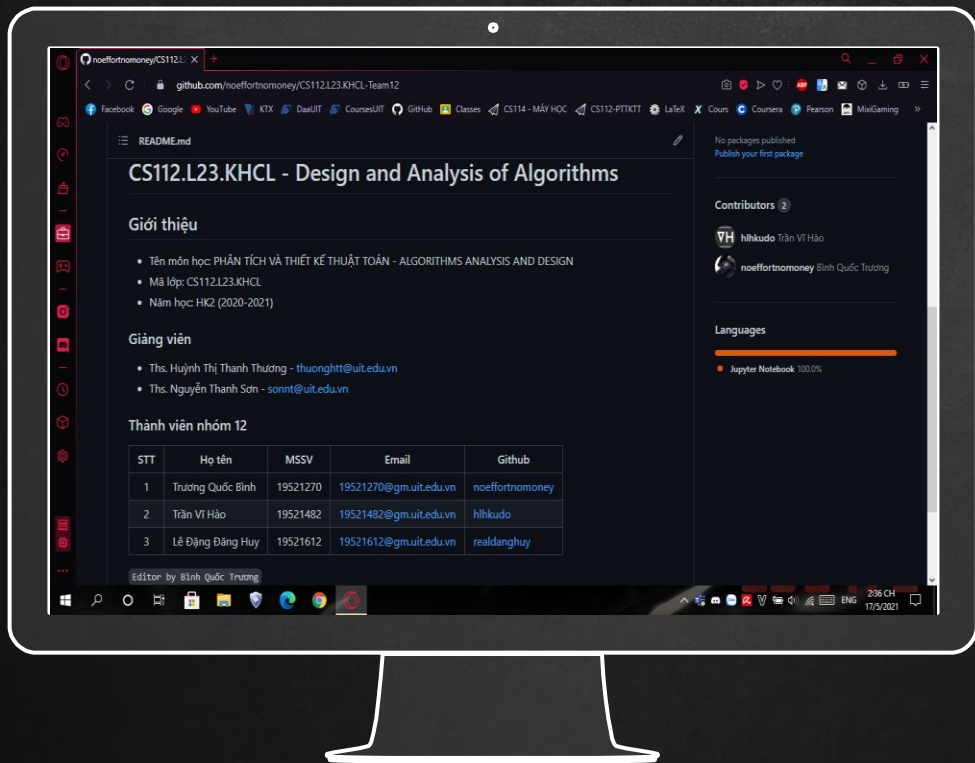 noeffortnomoney/CS112.L
github.com/noeffortnomoney/CS112.L23.KHCL-Team12
Facebook Google YouTube KTX DaaUIT CoursesUIT GitHub Classes CS114 - MÁY HỌC CS112-PTTKTT LaTeX Cours Coursera Pearson MixiGaming »
README.md
CS112.L23.KHCL - Design and Analysis of Algorithms
Giới thiệu
• Tên môn học: PHÂN TÍCH VÀ THIẾT KẾ THUẬT TOÁN - ALGORITHMS ANALYSIS AND DESIGN
• Mã lớp: CS112.L23.KHCL
• Năm học: HK2 (2020-2021)
Giảng viên
• Ths. Huỳnh Thị Thanh Thương - thuonghtt@uit.edu.vn
• Ths. Nguyễn Thanh Sơn - sonnt@uit.edu.vn
Thành viên nhóm 12
STT Họ tên MSSV Email Github
1 Trương Quốc Bình 19521270 19521270@gm.uit.edu.vn noeffortnomoney
2 Trần Vĩ Hào 19521482 19521482@gm.uit.edu.vn hlhkudo
3 Lê Đặng Đăng Huy 19521612 19521612@gm.uit.edu.vn realdanghuy
Editor by Bình Quốc Trương
No packages published
Publish your first package
Contributors 2
hlhkudo Trần Vĩ Hào
noeffortnomoney Bình Quốc Trương
Languages
Jupyter Notebook 100.0%
ENG
2:36 CH
17/5/2021